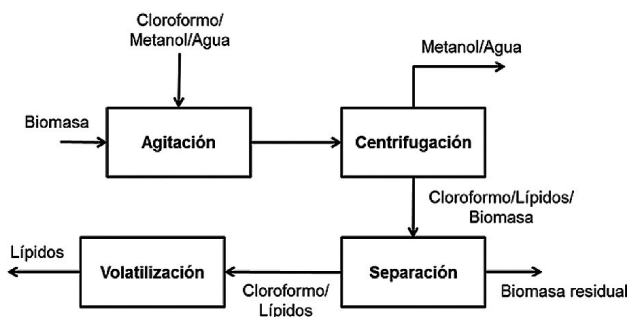 Cloroformo/
Metanol/Agua
Metanol/Agua
Biomasa
Agitación
Centrifugación
Cloroformo/Lípidos/
Biomasa
Lípidos
Volatilización
Separación
Cloroformo/
Lípidos
Biomasa residual